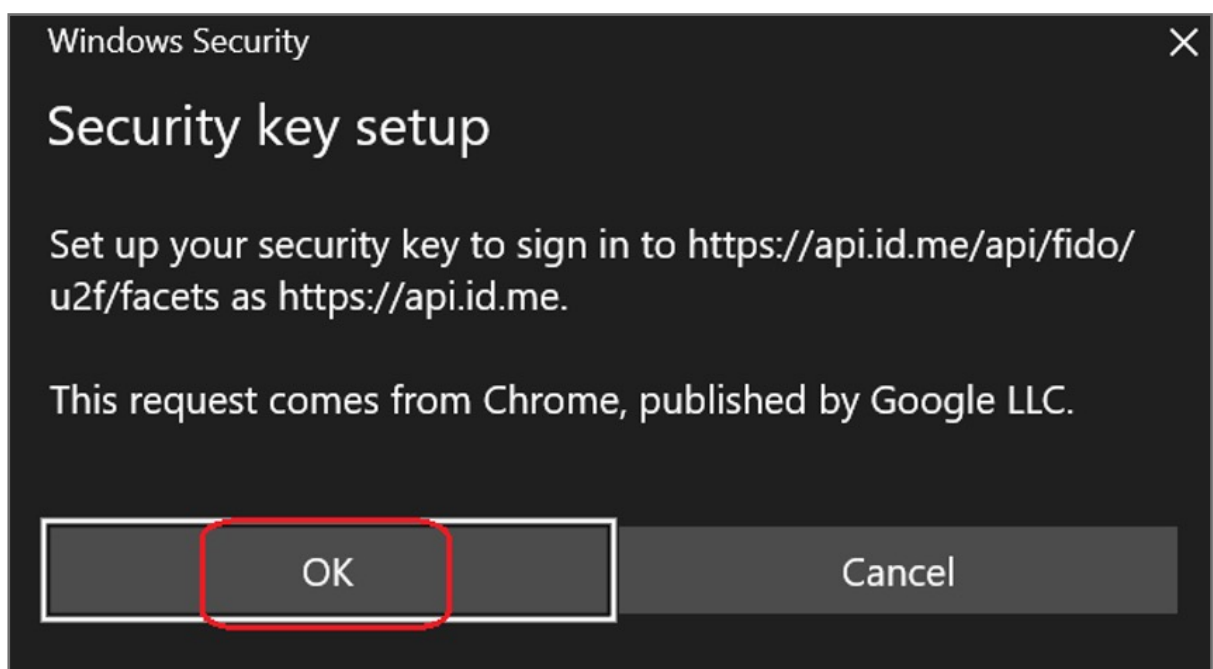 Windows Security
Security key setup
Set up your security key to sign in to https://api.id.me/api/fido/
u2f/facets as https://api.id.me.
This request comes from Chrome, published by Google LLC.
OK
Cancel